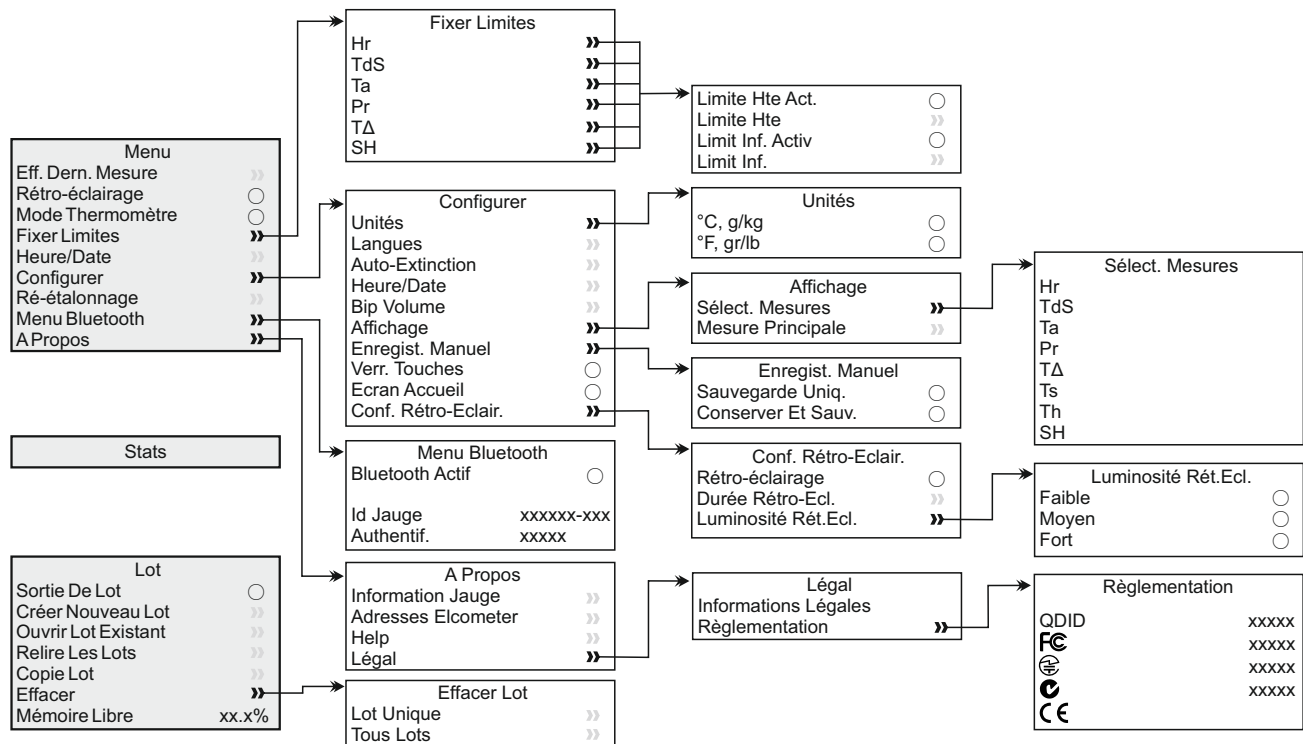 Menu
Eff. Dern. Mesure »
Rétro-éclairage
Mode Thermomètre
Fixer Limites »
Heure/Date »
Configurer »
Ré-étalonnage »
Menu Bluetooth »
A Propos »
Stats
Lot
Sortie De Lot
Créer Nouveau Lot »
Ouvrir Lot Existant »
Relire Les Lots »
Copie Lot »
Effacer »
Mémoire Libre xx.x%
Fixer Limites
Hr »
TdS »
Ta »
Pr »
TΔ »
SH »
Configurer
Unités »
Langues »
Auto-Extinction »
Heure/Date »
Bip Volume »
Affichage »
Enregist. Manuel »
Verr. Touches
Ecran Accueil
Conf. Rétro-Eclair. »
Menu Bluetooth
Bluetooth Actif
Id Jauge xxxxxx-xxx
Authentif. xxxxx
A Propos
Information Jauge »
Adresses Elcometer »
Help »
Légal »
Effacer Lot
Lot Unique »
Tous Lots »
Limite Hte Act.
Limite Hte »
Limit Inf. Activ
Limit Inf. »
Unités
°C, g/kg
°F, gr/lb
Affichage
Sélect. Mesures »
Mesure Principale »
Enregist. Manuel
Sauvegarde Uniq.
Conserver Et Sauv.
Conf. Rétro-Eclair.
Rétro-éclairage
Durée Rétro-Ecl. »
Luminosité Rét.Ecl. »
Légal
Informations Légales
Règlementation »
Sélect. Mesures
Hr
TdS
Ta
Pr
TΔ
Ts
Th
SH
Luminosité Rét.Ecl.
Faible
Moyen
Fort
Règlementation
QDID xxxxx
FC xxxxx
xxxxx
xxxxx
CE